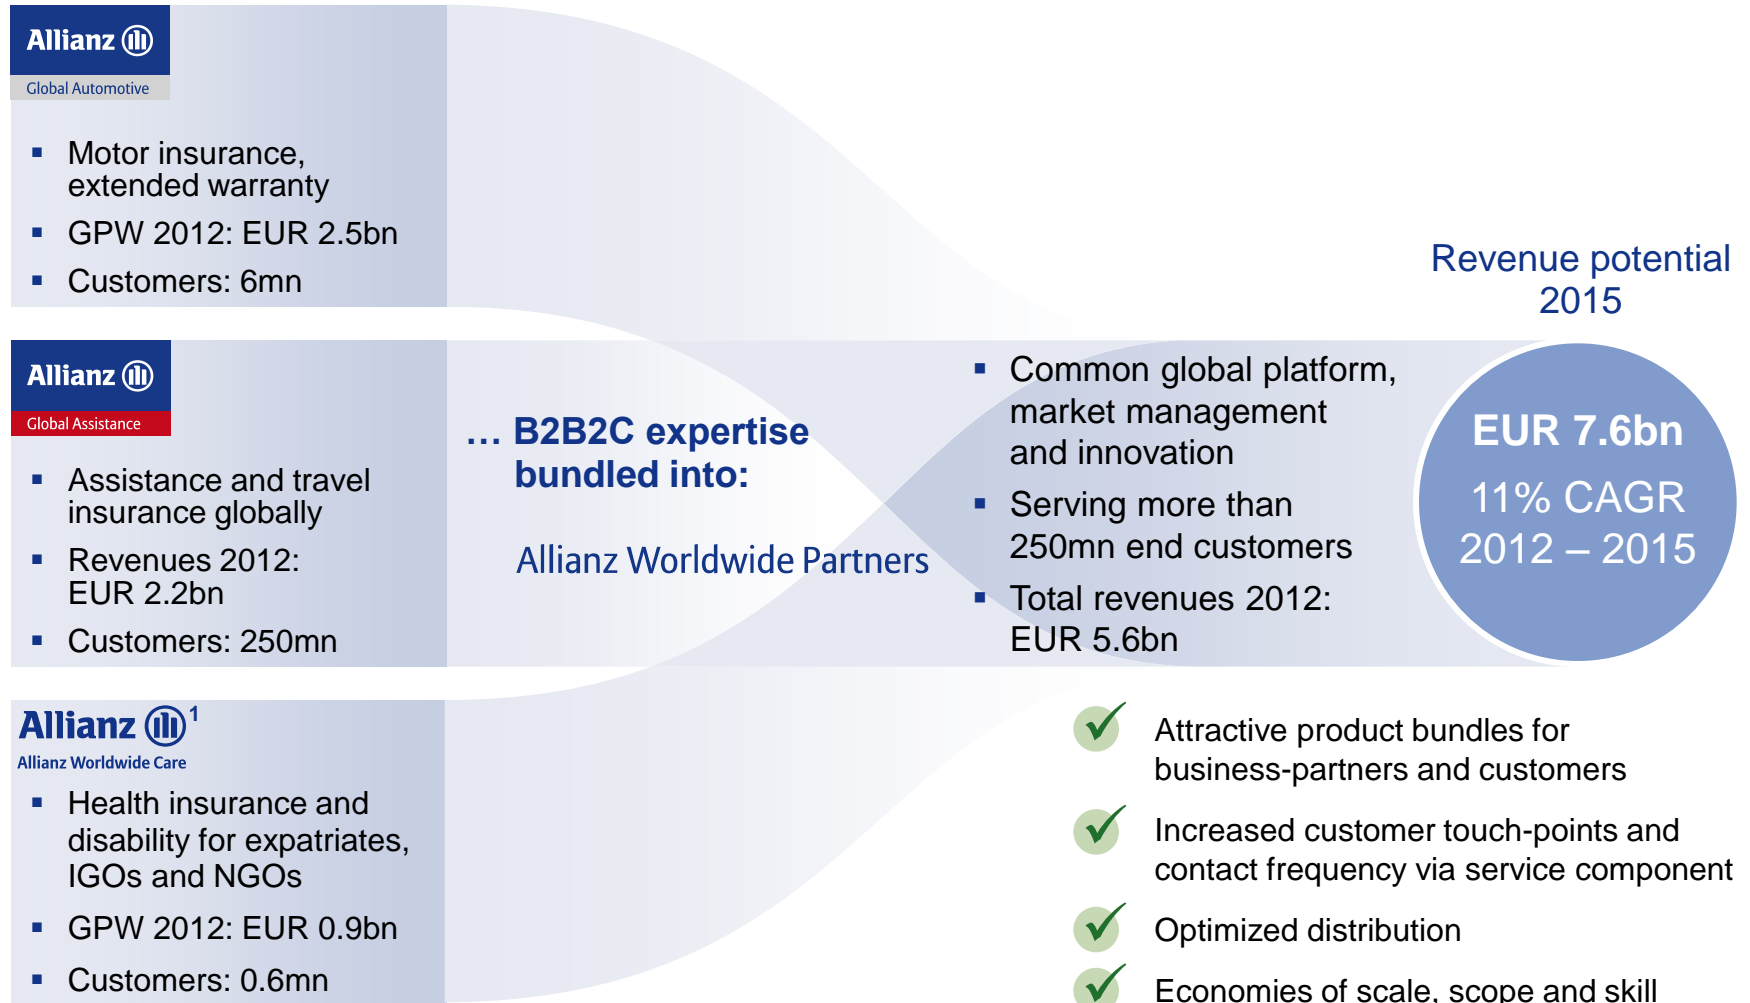 Allianz
Global Automotive
▪ Motor insurance,
extended warranty
▪ GPW 2012: EUR 2.5bn
▪ Customers: 6mn
Allianz
Global Assistance
▪ Assistance and travel
insurance globally
▪ Revenues 2012:
EUR 2.2bn
▪ Customers: 250mn
Allianz 1
Allianz Worldwide Care
▪ Health insurance and
disability for expatriates,
IGOs and NGOs
▪ GPW 2012: EUR 0.9bn
▪ Customers: 0.6mn
… B2B2C expertise
bundled into:
Allianz Worldwide Partners
▪ Common global platform,
market management
and innovation
▪ Serving more than
250mn end customers
▪ Total revenues 2012:
EUR 5.6bn
Revenue potential
2015
EUR 7.6bn
11% CAGR
2012 – 2015
✓ Attractive product bundles for
business-partners and customers
✓ Increased customer touch-points and
contact frequency via service component
✓ Optimized distribution
✓ Economies of scale, scope and skill